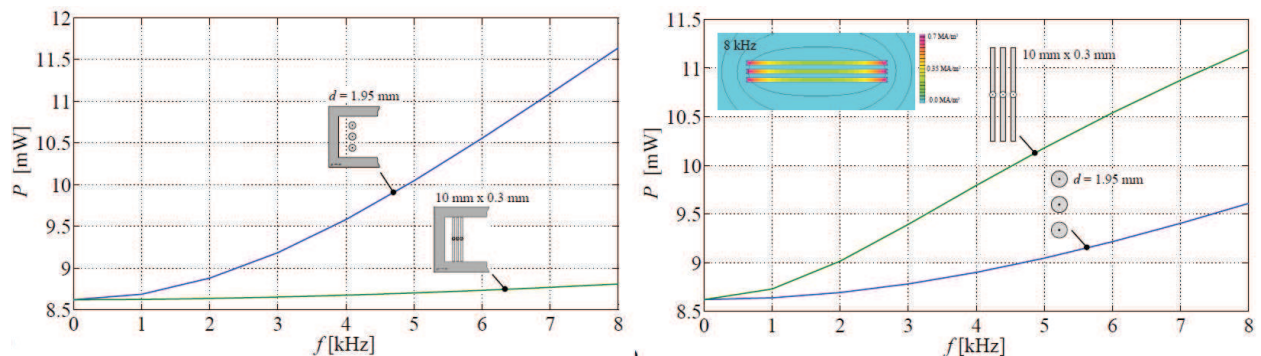 12
11.5
11
10.5
10
9.5
9
8.5
P [mW]
0 1 2 3 4 5 6 7 8
f [kHz]
d = 1.95 mm
10 mm x 0.3 mm
11.5
11
10.5
10
9.5
9
8.5
P [mW]
0 1 2 3 4 5 6 7 8
f [kHz]
8 kHz
0.7 MA/m²
0.35 MA/m²
0.0 MA/m²
10 mm x 0.3 mm
d = 1.95 mm